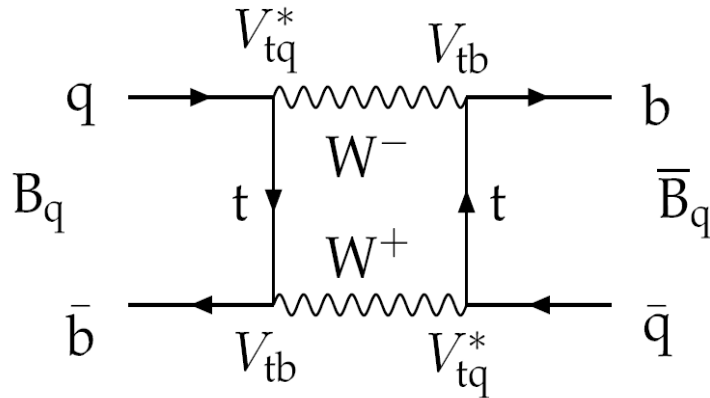 V*tq Vtb
q b
W−
Bq t t B̅q
W+
b̄ q̄
Vtb V*tq